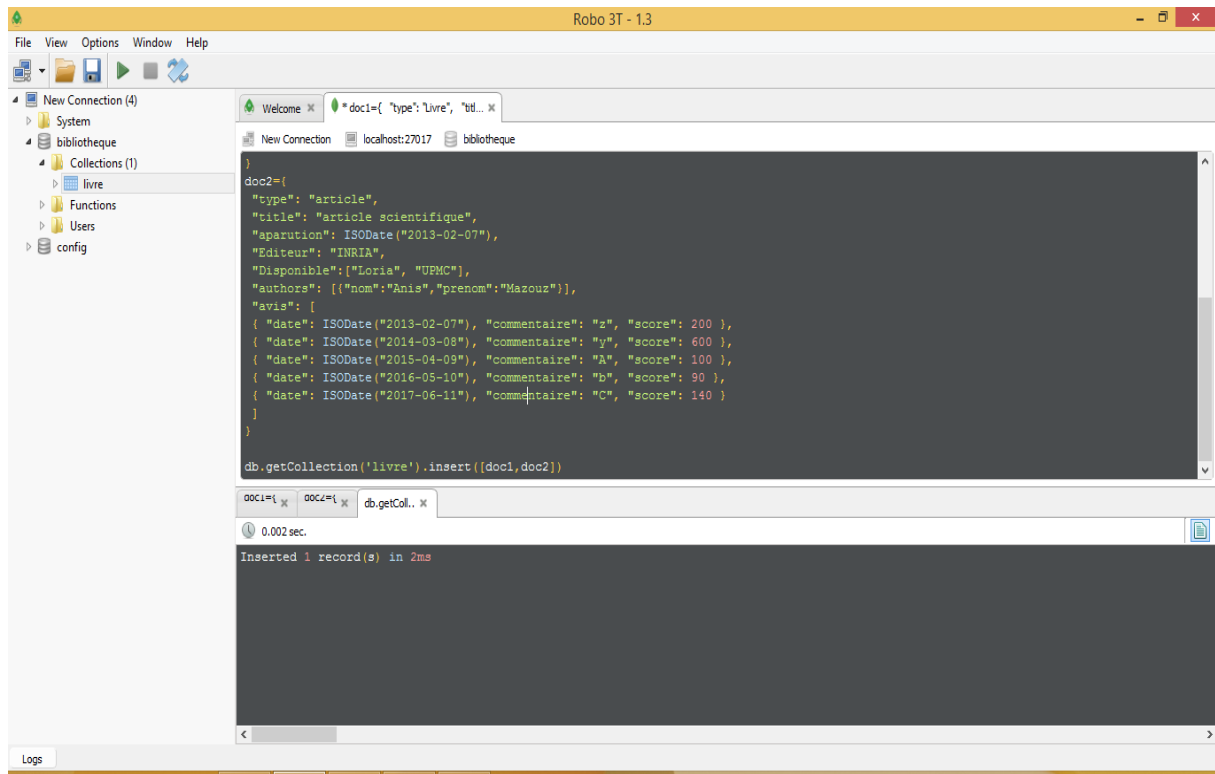 Robo 3T - 1.3
File View Options Window Help
New Connection (4)
System
bibliotheque
Collections (1)
livre
Functions
Users
config
Welcome
* doc1={ "type": "Livre", "titl...
New Connection localhost:27017 bibliotheque
}
doc2={
"type": "article",
"title": "article scientifique",
"aparution": ISODate("2013-02-07"),
"Editeur": "INRIA",
"Disponible":["Loria", "UPMC"],
"authors": [{"nom":"Anis","prenom":"Mazouz"}],
"avis": [
{ "date": ISODate("2013-02-07"), "commentaire": "z", "score": 200 },
{ "date": ISODate("2014-03-08"), "commentaire": "y", "score": 600 },
{ "date": ISODate("2015-04-09"), "commentaire": "A", "score": 100 },
{ "date": ISODate("2016-05-10"), "commentaire": "b", "score": 90 },
{ "date": ISODate("2017-06-11"), "commentaire": "C", "score": 140 }
]
}
db.getCollection('livre').insert([doc1,doc2])
doc1={ doc2={ db.getColl..
0.002 sec.
Inserted 1 record(s) in 2ms
Logs